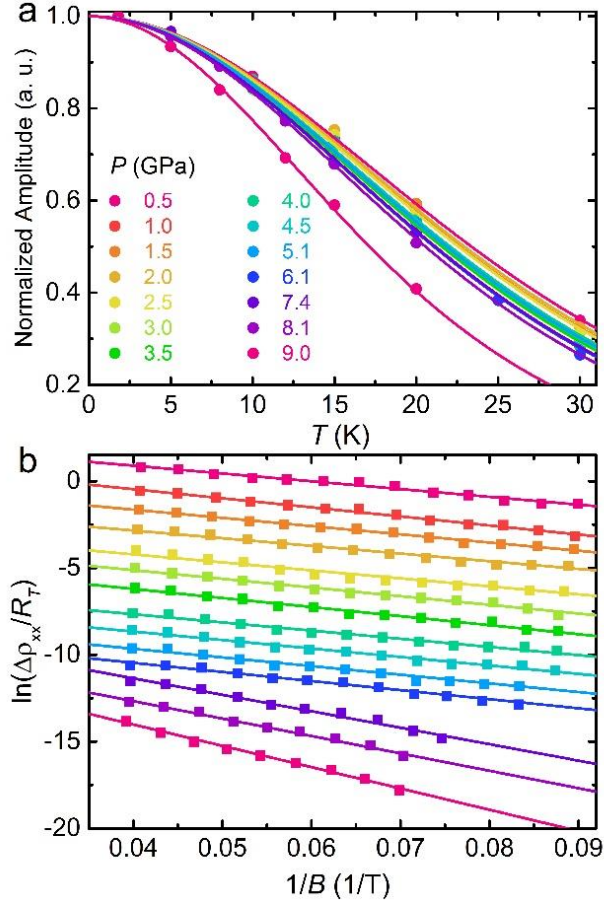 a
Normalized Amplitude (a. u.)
1.0
0.8
0.6
0.4
0.2
P (GPa)
0.5 4.0
1.0 4.5
1.5 5.1
2.0 6.1
2.5 7.4
3.0 8.1
3.5 9.0
0 5 10 15 20 25 30
T (K)
b
ln(Δρxx/RT)
0
-5
-10
-15
-20
0.04 0.05 0.06 0.07 0.08 0.09
1/B (1/T)